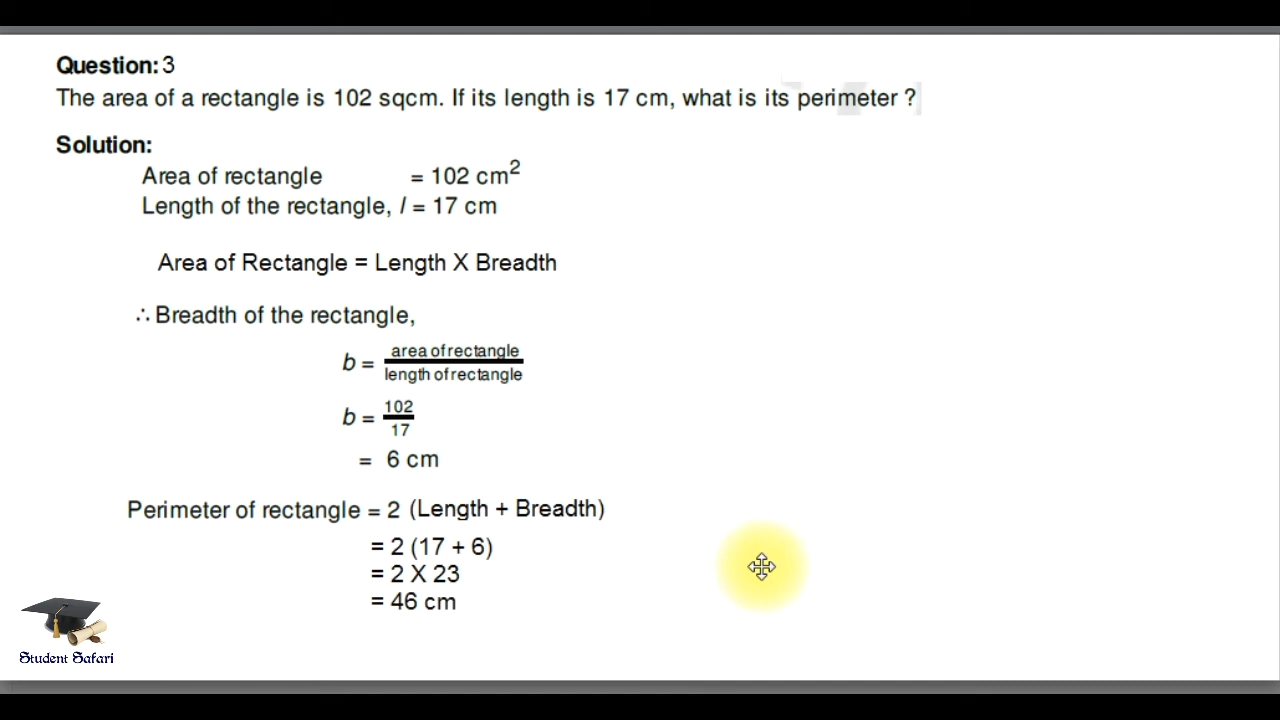 Question: 3
The area of a rectangle is 102 sqcm. If its length is 17 cm, what is its perimeter ?
Solution:
Area of rectangle = 102 cm²
Length of the rectangle, l = 17 cm
Area of Rectangle = Length X Breadth
∴ Breadth of the rectangle,
b = area of rectangle / length of rectangle
b = 102 / 17
= 6 cm
Perimeter of rectangle = 2 (Length + Breadth)
= 2 (17 + 6)
= 2 X 23
= 46 cm
Student Safari